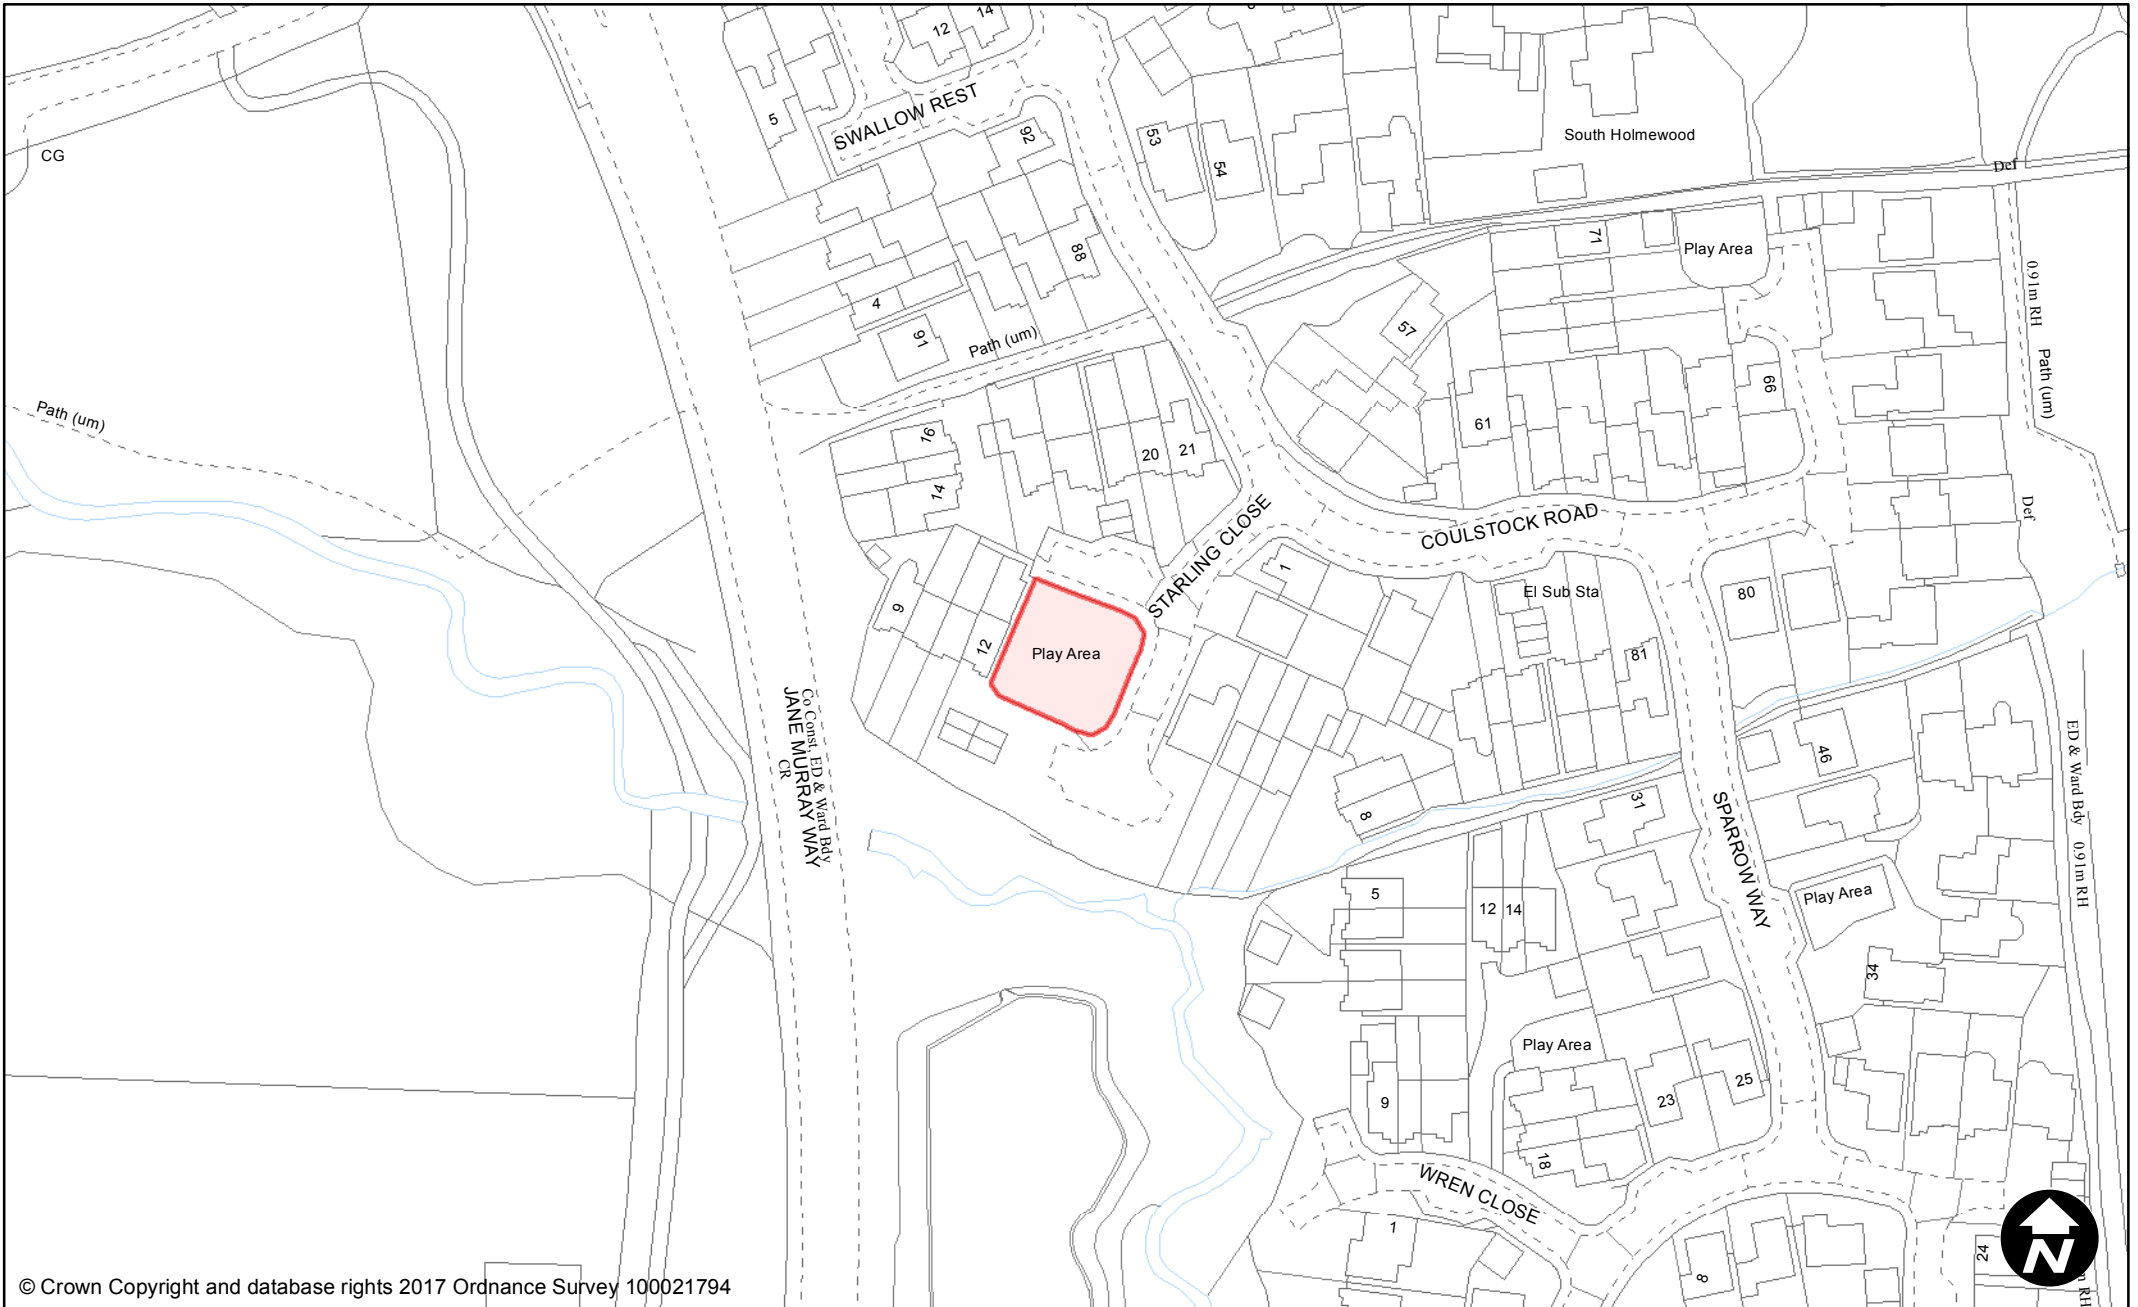 12
14
5
SWALLOW REST
92
53
54
South Holmewood
CG
Def
71
Play Area
88
0.91m RH
4
91
Path (um)
57
Path (um)
66
Path (um)
16
20
21
61
14
Def
STARLING CLOSE
COULSTOCK ROAD
1
El Sub Sta
80
9
12
Play Area
81
Co Const, ED & Ward Bdy
JANE MURRAY WAY
CR
46
ED & Ward Bdy
0.91m RH
8
31
SPARROW WAY
5
12
14
Play Area
34
Play Area
9
23
25
18
WREN CLOSE
1
24
8
N
m RH
© Crown Copyright and database rights 2017 Ordnance Survey 100021794